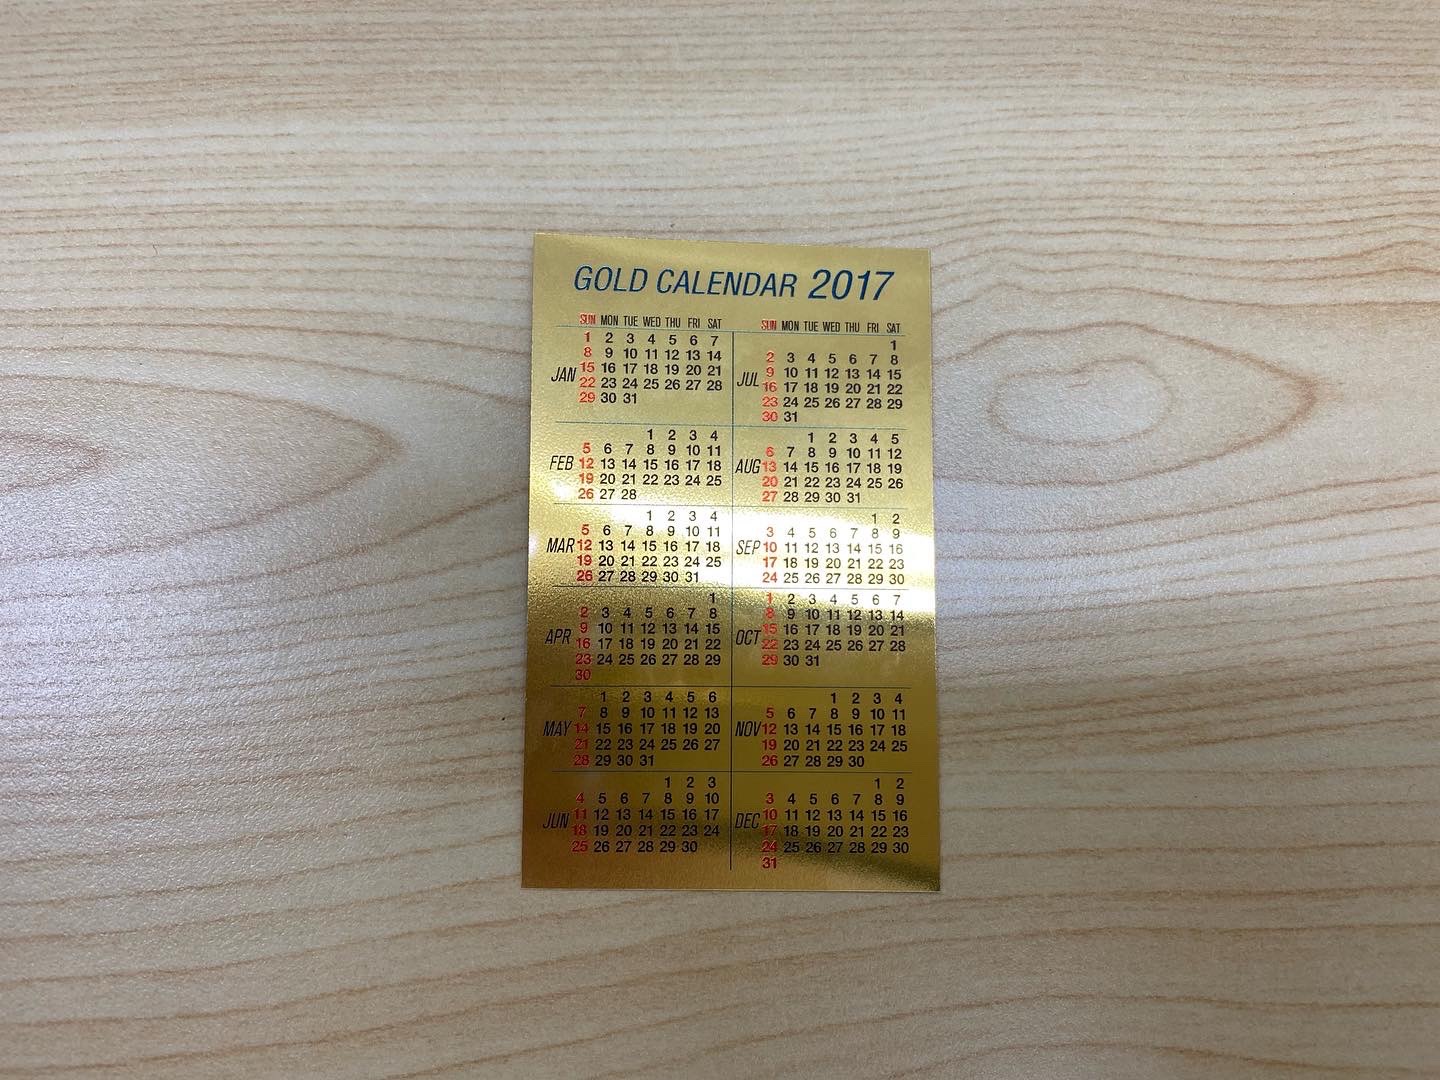 GOLD CALENDAR 2017
SUN MON TUE WED THU FRI SAT
JAN
1 2 3 4 5 6 7
8 9 10 11 12 13 14
15 16 17 18 19 20 21
22 23 24 25 26 27 28
29 30 31
FEB
1 2 3 4
5 6 7 8 9 10 11
12 13 14 15 16 17 18
19 20 21 22 23 24 25
26 27 28
MAR
1 2 3 4
5 6 7 8 9 10 11
12 13 14 15 16 17 18
19 20 21 22 23 24 25
26 27 28 29 30 31
APR
1
2 3 4 5 6 7 8
9 10 11 12 13 14 15
16 17 18 19 20 21 22
23 24 25 26 27 28 29
30
MAY
1 2 3 4 5 6
7 8 9 10 11 12 13
14 15 16 17 18 19 20
21 22 23 24 25 26 27
28 29 30 31
JUN
1 2 3
4 5 6 7 8 9 10
11 12 13 14 15 16 17
18 19 20 21 22 23 24
25 26 27 28 29 30
SUN MON TUE WED THU FRI SAT
JUL
1
2 3 4 5 6 7 8
9 10 11 12 13 14 15
16 17 18 19 20 21 22
23 24 25 26 27 28 29
30 31
AUG
1 2 3 4 5
6 7 8 9 10 11 12
13 14 15 16 17 18 19
20 21 22 23 24 25 26
27 28 29 30 31
SEP
1 2
3 4 5 6 7 8 9
10 11 12 13 14 15 16
17 18 19 20 21 22 23
24 25 26 27 28 29 30
OCT
1 2 3 4 5 6 7
8 9 10 11 12 13 14
15 16 17 18 19 20 21
22 23 24 25 26 27 28
29 30 31
NOV
1 2 3 4
5 6 7 8 9 10 11
12 13 14 15 16 17 18
19 20 21 22 23 24 25
26 27 28 29 30
DEC
1 2
3 4 5 6 7 8 9
10 11 12 13 14 15 16
17 18 19 20 21 22 23
24 25 26 27 28 29 30
31